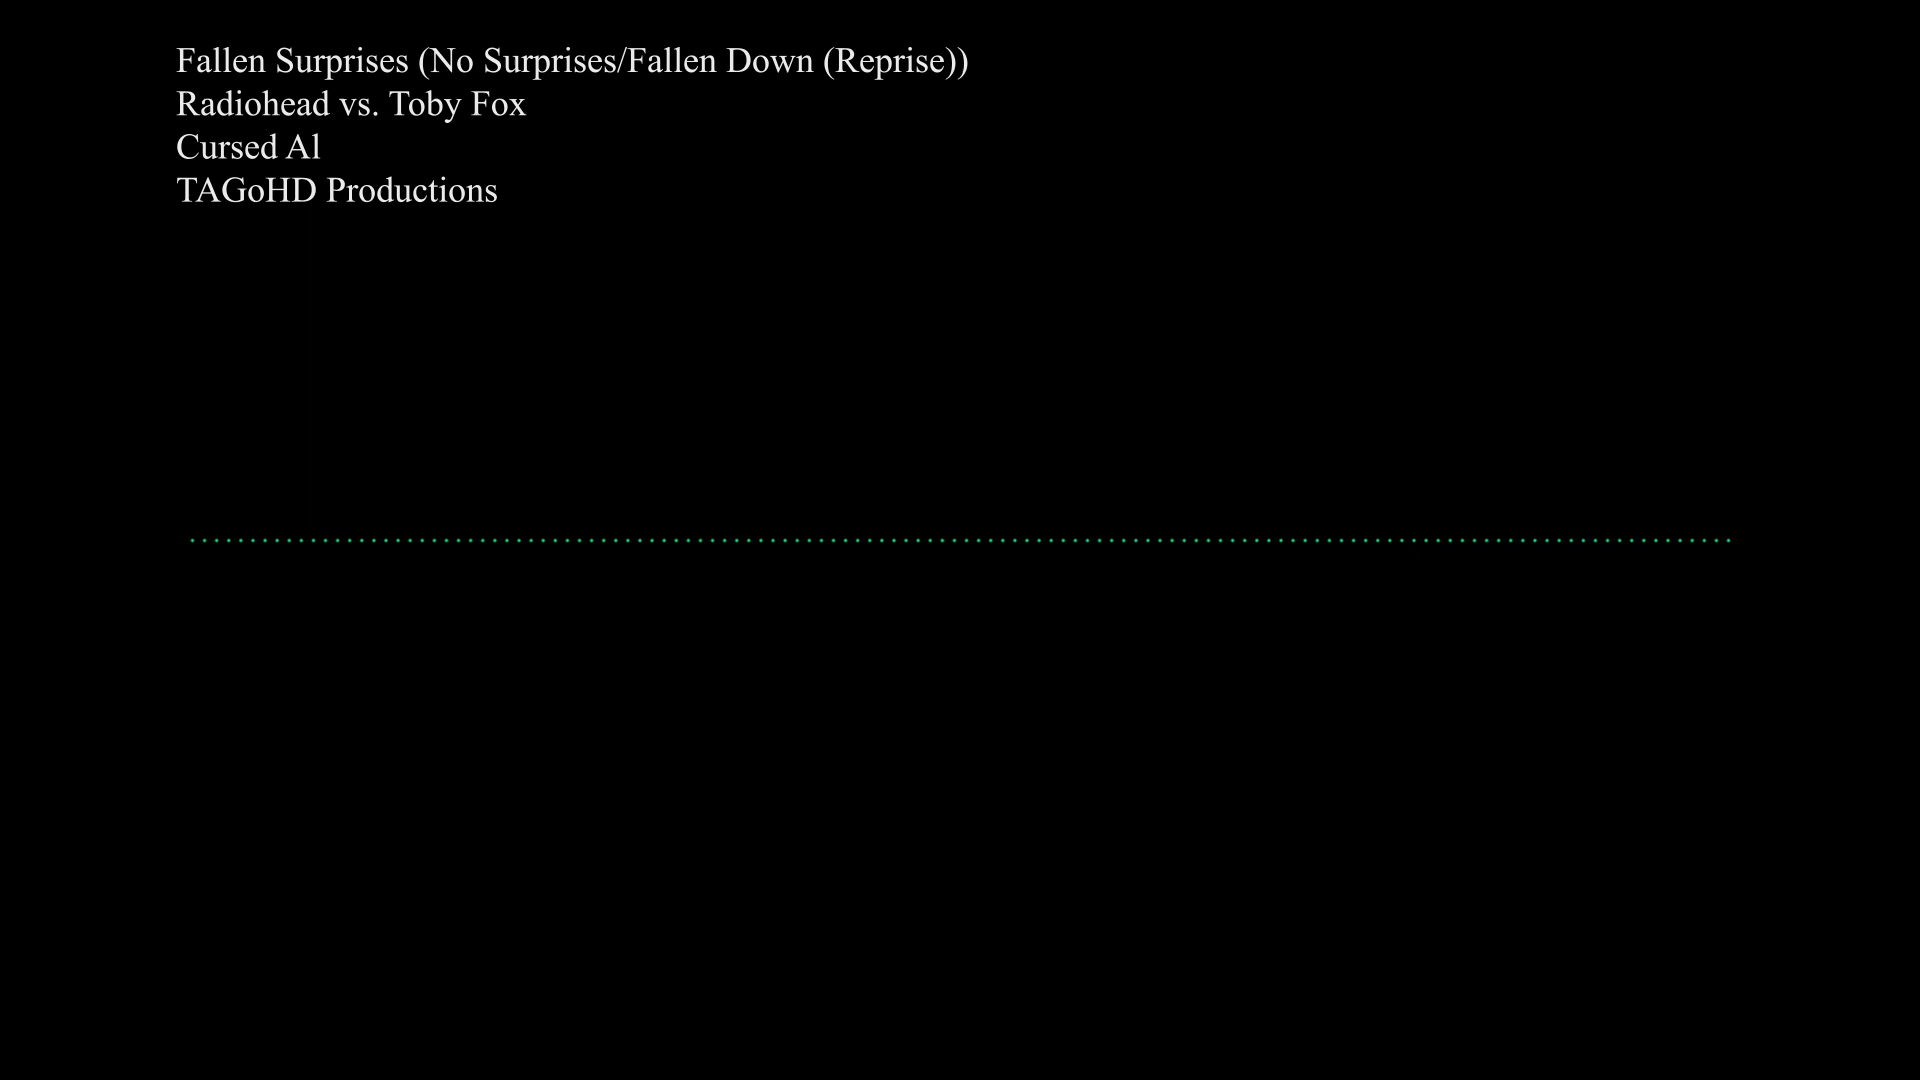 Fallen Surprises (No Surprises/Fallen Down (Reprise))
Radiohead vs. Toby Fox
Cursed Al
TAGoHD Productions